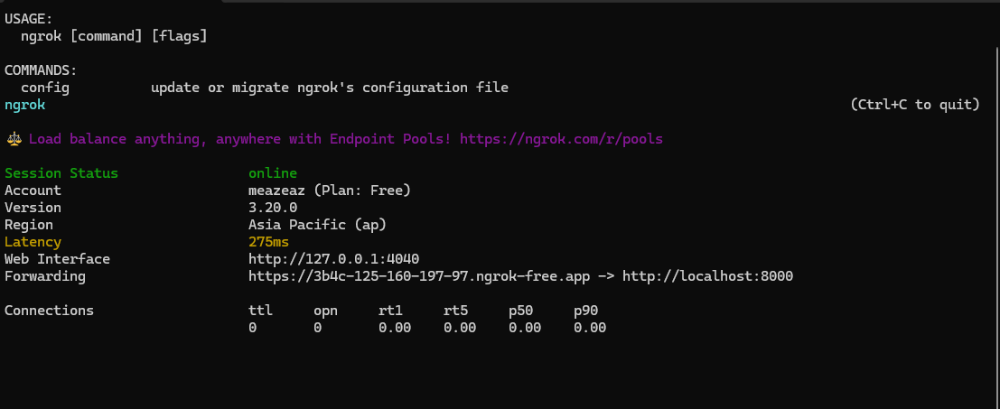 USAGE:
ngrok [command] [flags]
COMMANDS:
config update or migrate ngrok's configuration file
ngrok (Ctrl+C to quit)
Load balance anything, anywhere with Endpoint Pools! https://ngrok.com/r/pools
Session Status online
Account meazeaz (Plan: Free)
Version 3.20.0
Region Asia Pacific (ap)
Latency 275ms
Web Interface http://127.0.0.1:4040
Forwarding https://3b4c-125-160-197-97.ngrok-free.app -> http://localhost:8000
Connections ttl opn rt1 rt5 p50 p90
0 0 0.00 0.00 0.00 0.00